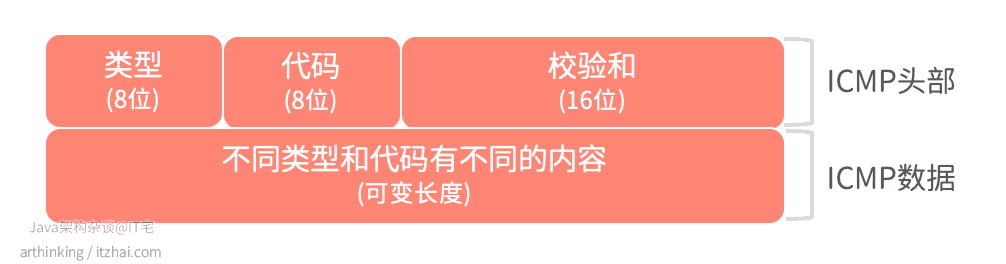 类型
(8位)
代码
(8位)
校验和
(16位)
ICMP头部
不同类型和代码有不同的内容
(可变长度)
ICMP数据
Java架构杂谈@IT宅
arthinking / itzhai.com